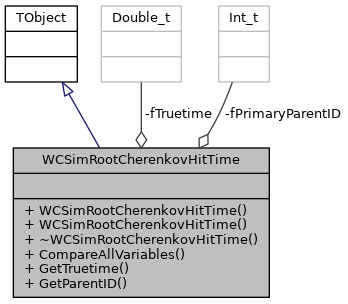 TObject
Double_t
Int_t
-fTruetime
-fPrimaryParentID
WCSimRootCherenkovHitTime
+ WCSimRootCherenkovHitTime()
+ WCSimRootCherenkovHitTime()
+ ~WCSimRootCherenkovHitTime()
+ CompareAllVariables()
+ GetTruetime()
+ GetParentID()